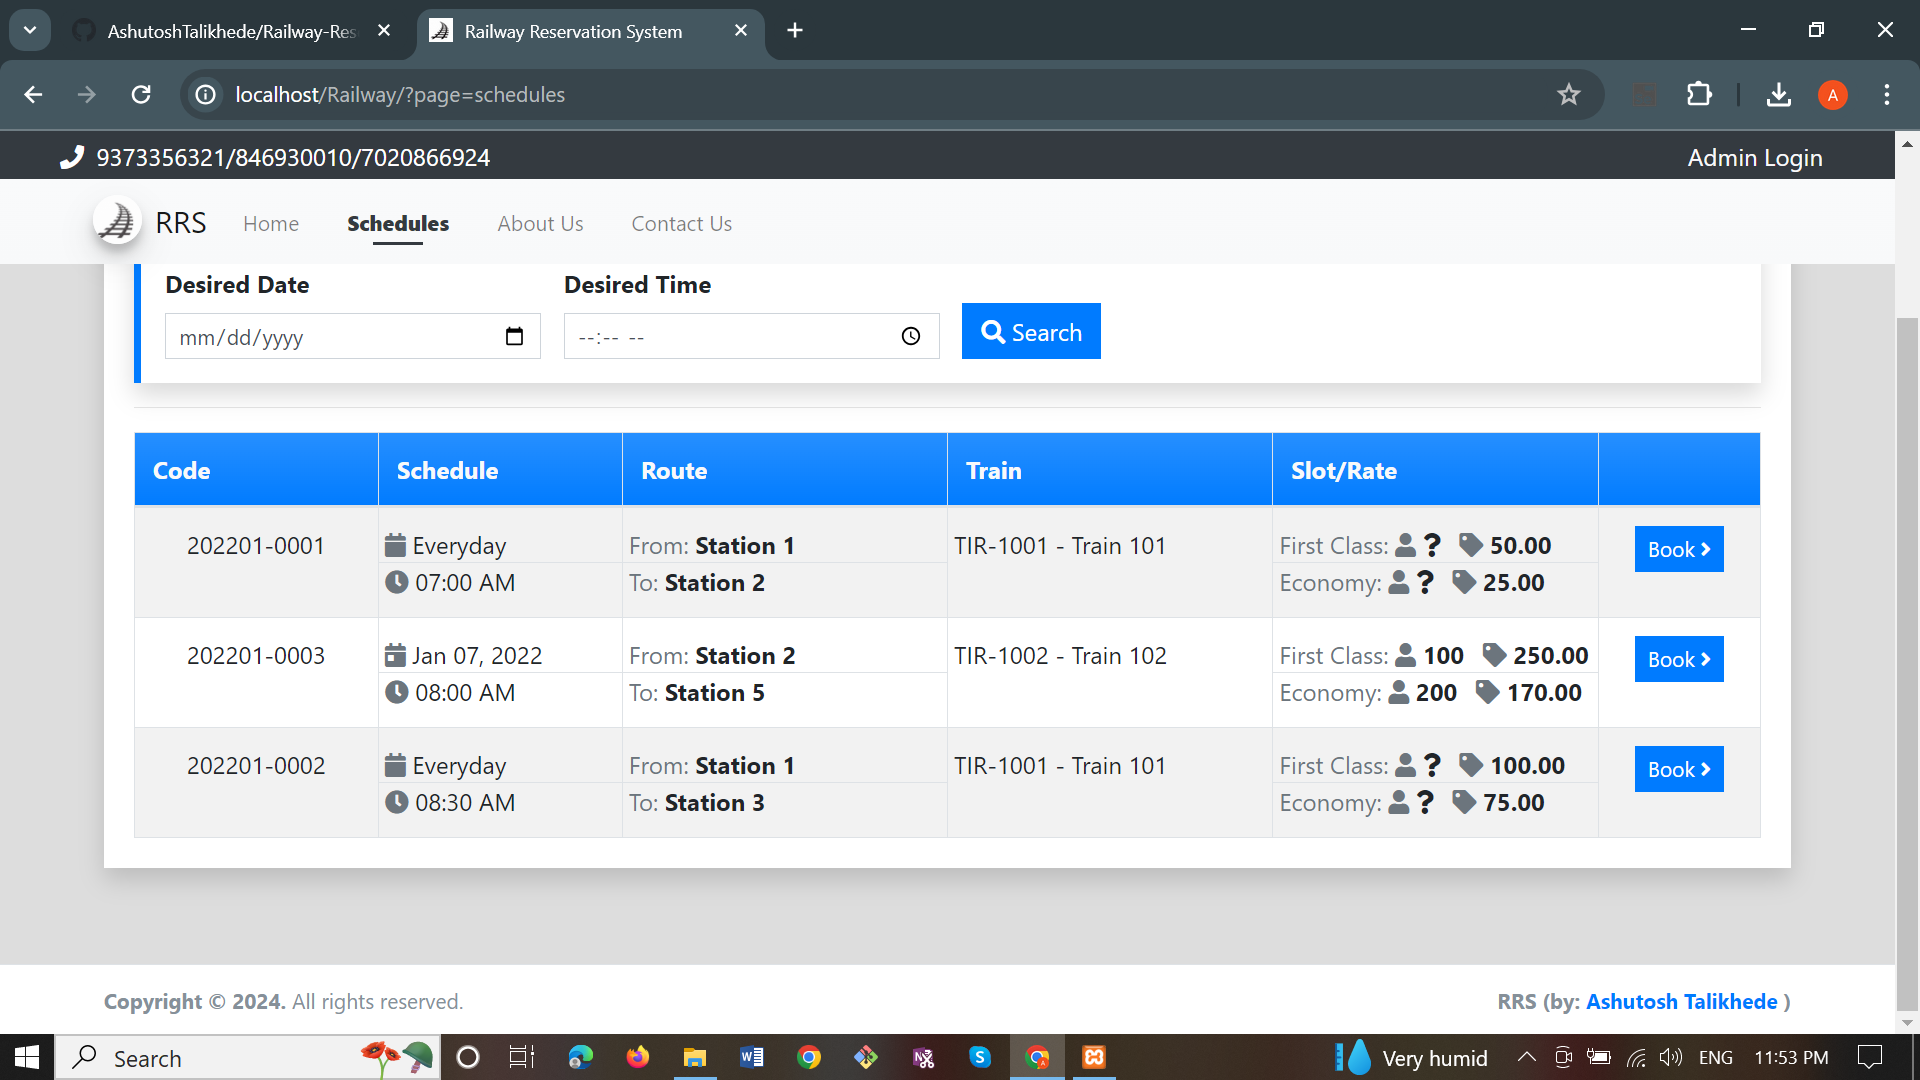 AshutoshTalikhede/Railway-Res
Railway Reservation System
localhost/Railway/?page=schedules
A
9373356321/846930010/7020866924
Admin Login
RRS Home Schedules About Us Contact Us
Desired Date Desired Time
mm/dd/yyyy --:-- -- Search
Code Schedule Route Train Slot/Rate
202201-0001 Everyday From: Station 1 TIR-1001 - Train 101 First Class: ? 50.00 Book
07:00 AM To: Station 2 Economy: ? 25.00
202201-0003 Jan 07, 2022 From: Station 2 TIR-1002 - Train 102 First Class: 100 250.00 Book
08:00 AM To: Station 5 Economy: 200 170.00
202201-0002 Everyday From: Station 1 TIR-1001 - Train 101 First Class: ? 100.00 Book
08:30 AM To: Station 3 Economy: ? 75.00
Copyright © 2024. All rights reserved. RRS (by: Ashutosh Talikhede )
Search Very humid ENG 11:53 PM